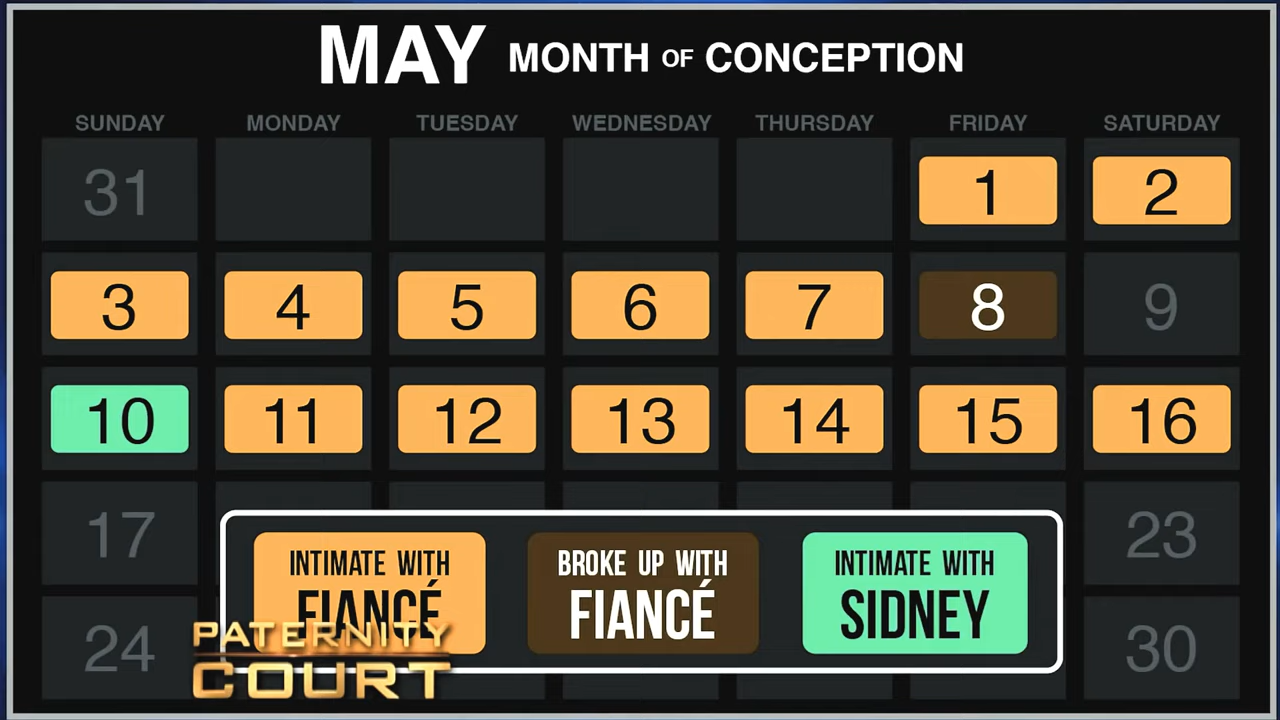 MAY MONTH OF CONCEPTION
SUNDAY MONDAY TUESDAY WEDNESDAY THURSDAY FRIDAY SATURDAY
31 1 2
3 4 5 6 7 8 9
10 11 12 13 14 15 16
17 23
INTIMATE WITH
FIANCÉ
BROKE UP WITH
FIANCÉ
INTIMATE WITH
SIDNEY
24 30
PATERNITY
COURT